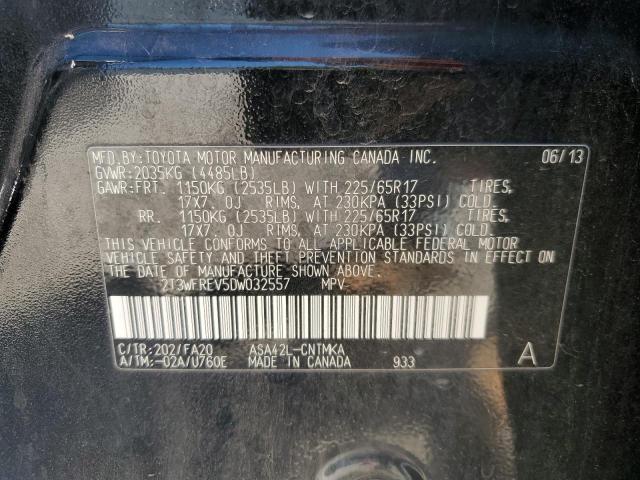 MFD.BY:TOYOTA MOTOR MANUFACTURING CANADA INC. 06/13
GVWR:2035KG (4485LB)
GAWR:FRT. 1150KG (2535LB) WITH 225/65R17 TIRES,
17X7.0J RIMS, AT 230KPA (33PSI) COLD.
RR. 1150KG (2535LB) WITH 225/65R17 TIRES,
17X7.0J RIMS, AT 230KPA (33PSI) COLD.
THIS VEHICLE CONFORMS TO ALL APPLICABLE FEDERAL MOTOR
VEHICLE SAFETY AND THEFT PREVENTION STANDARDS IN EFFECT ON
THE DATE OF MANUFACTURE SHOWN ABOVE.
2T3WFREV5DW032557 MPV
C/TR:202/FA20 ASA42L-CNTMKA
A/TM:-02A/U760E MADE IN CANADA 933 A